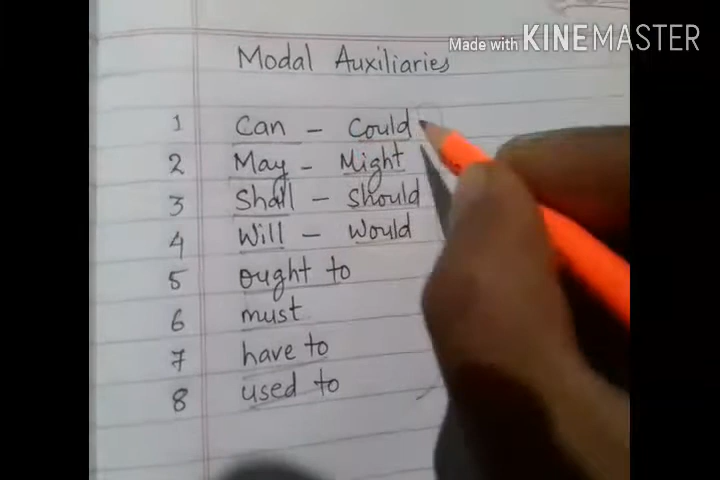 Made with KINEMASTER
Modal Auxiliaries
1 Can - Could
2 May - Might
3 Shall - Should
4 Will - Would
5 ought to
6 must
7 have to
8 used to